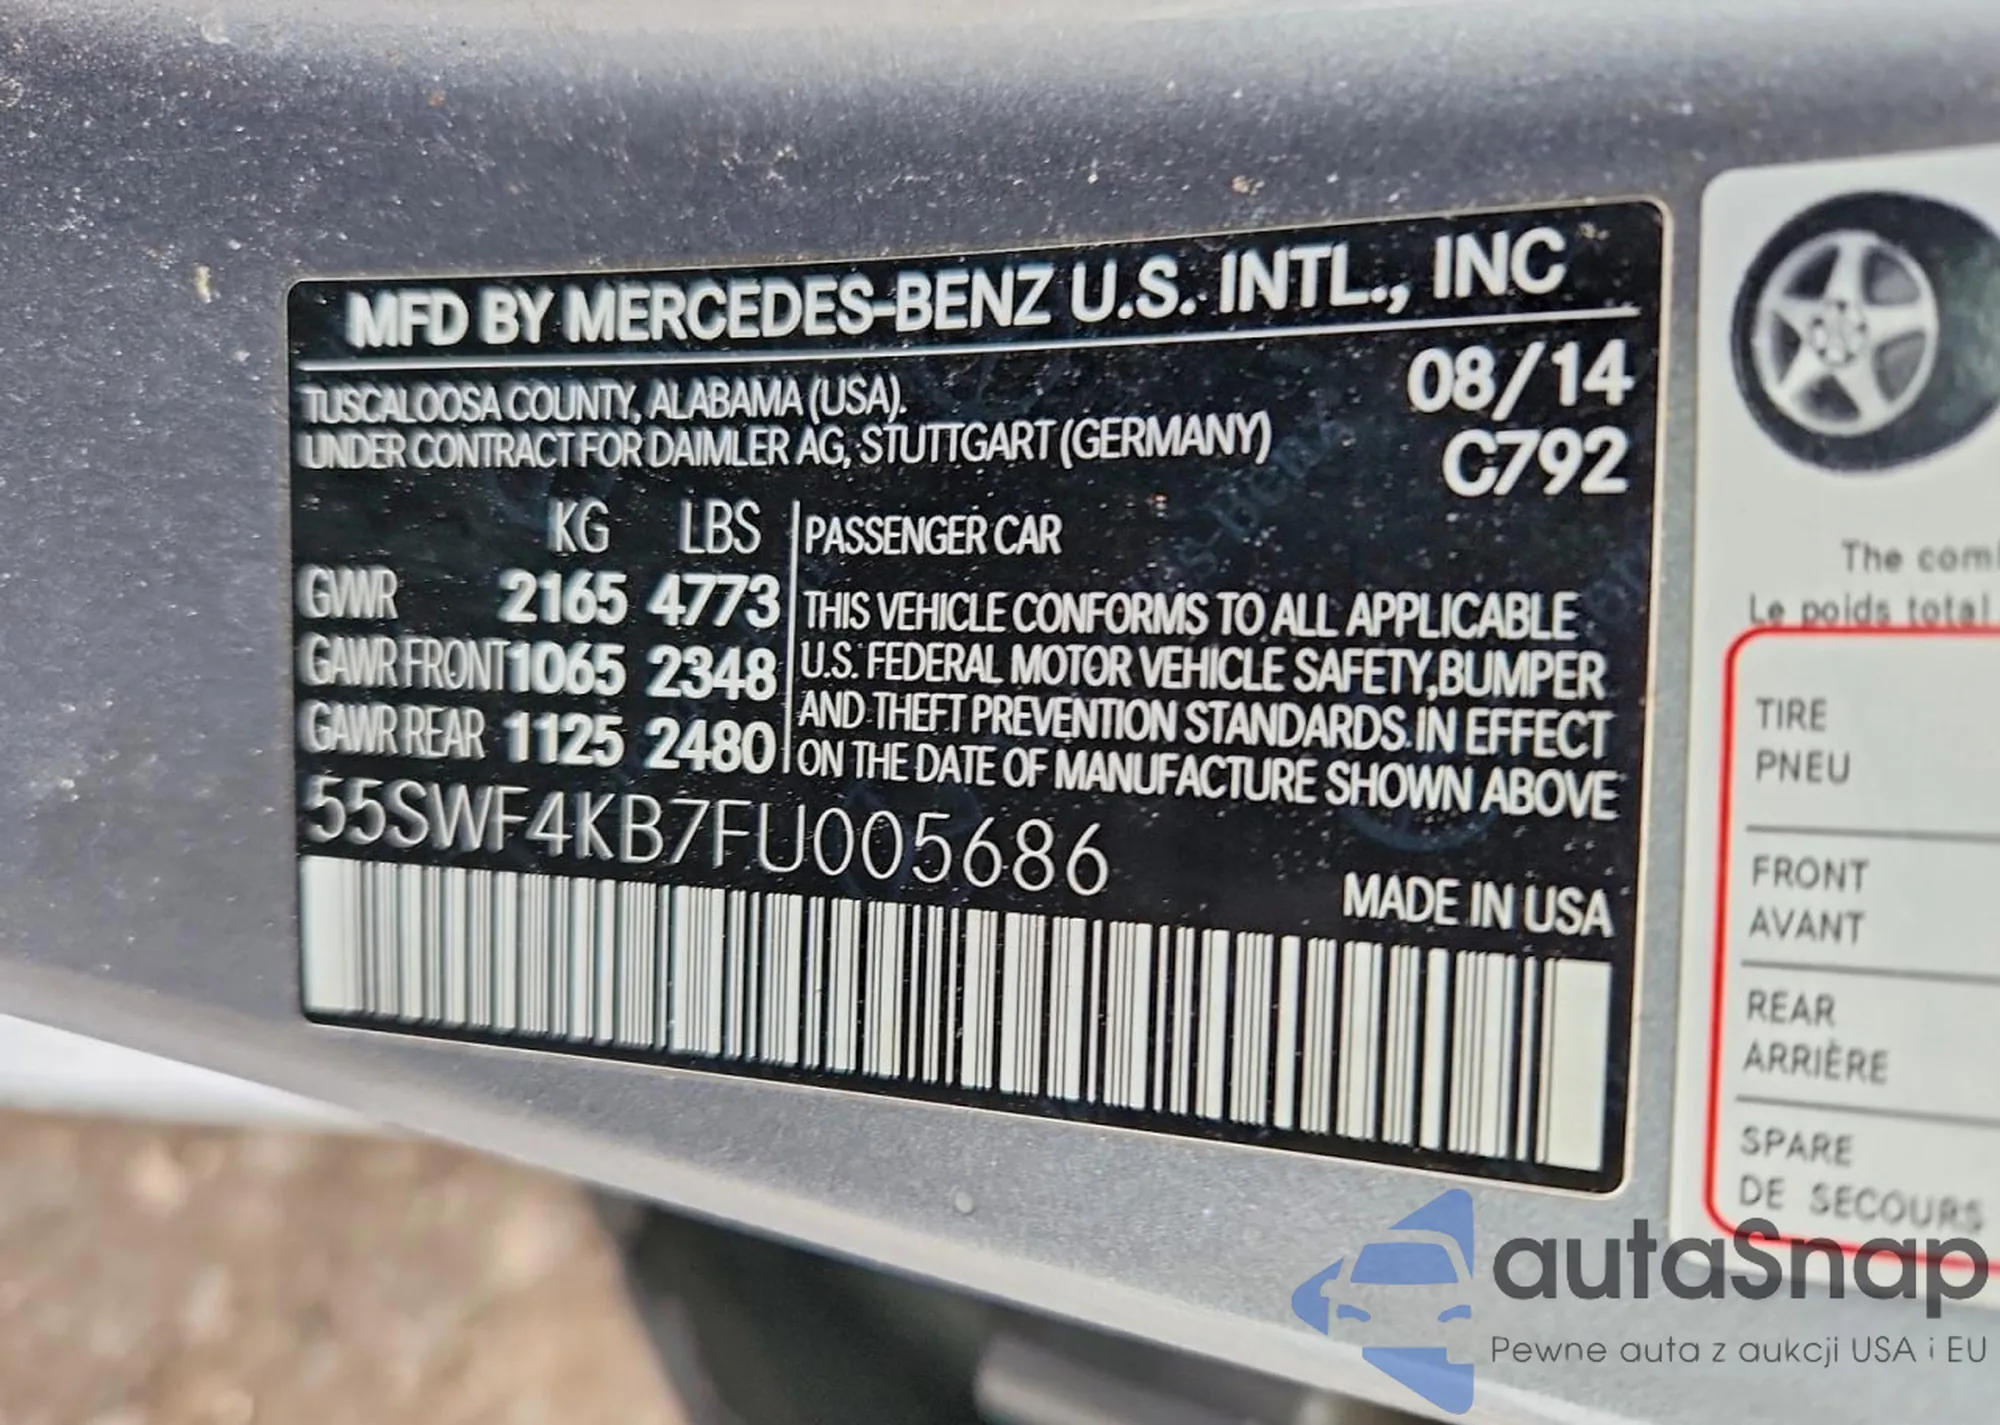 MFD BY MERCEDES-BENZ U.S. INTL., INC
08/14
TUSCALOOSA COUNTY, ALABAMA (USA).
UNDER CONTRACT FOR DAIMLER AG, STUTTGART (GERMANY)
C792
KG LBS
GVWR 2165 4773
GAWR FRONT 1065 2348
GAWR REAR 1125 2480
PASSENGER CAR
THIS VEHICLE CONFORMS TO ALL APPLICABLE
U.S. FEDERAL MOTOR VEHICLE SAFETY,BUMPER
AND THEFT PREVENTION STANDARDS IN EFFECT
ON THE DATE OF MANUFACTURE SHOWN ABOVE
55SWF4KB7FU005686
MADE IN USA
The
Le poids total
TIRE
PNEU
FRONT
AVANT
REAR
ARRIÈRE
SPARE
DE SECOURS
autaSnap
Pewne auta z aukcji USA i EU